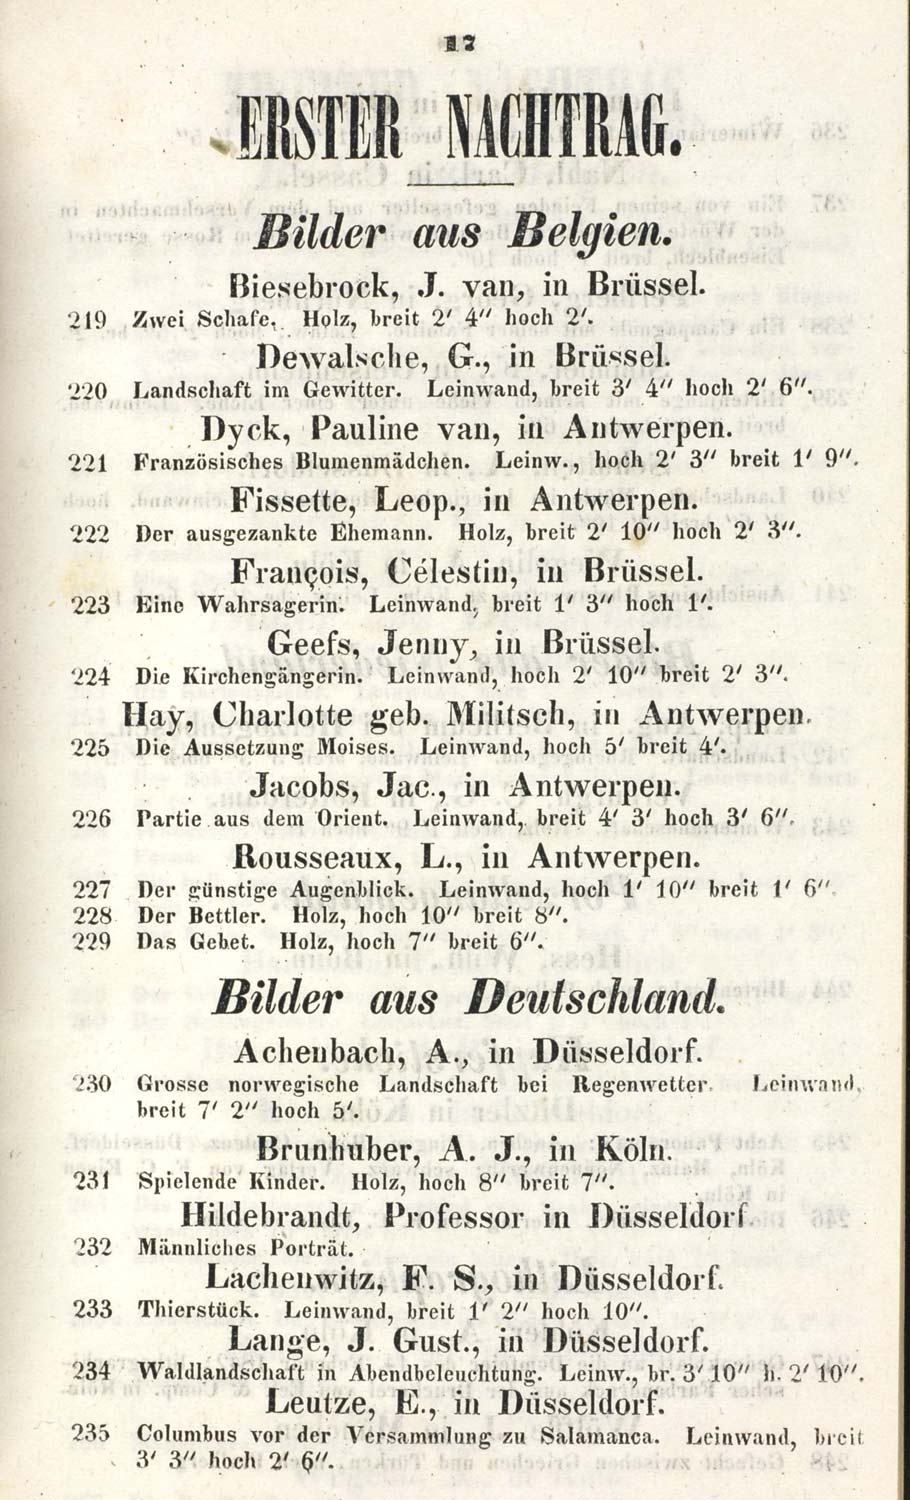 17
ERSTER NACHTRAG.
Bilder aus Belgien.
Biesebrock, J. van, in Brüssel.
219 Zwei Schafe. Holz, breit 2' 4" hoch 2'.
Dewalsche, G., in Brüssel.
220 Landschaft im Gewitter. Leinwand, breit 3' 4" hoch 2' 6".
Dyck, Pauline van, in Antwerpen.
221 Französisches Blumenmädchen. Leinw., hoch 2' 3" breit 1' 9".
Fissette, Leop., in Antwerpen.
222 Der ausgezankte Ehemann. Holz, breit 2' 10" hoch 2' 3".
François, Célestin, in Brüssel.
223 Eine Wahrsagerin. Leinwand, breit 1' 3" hoch 1'.
Geefs, Jenny, in Brüssel.
224 Die Kirchengängerin. Leinwand, hoch 2' 10" breit 2' 3".
Hay, Charlotte geb. Militsch, in Antwerpen.
225 Die Aussetzung Moises. Leinwand, hoch 5' breit 4'.
Jacobs, Jac., in Antwerpen.
226 Partie aus dem Orient. Leinwand, breit 4' 3' hoch 3' 6".
Rousseaux, L., in Antwerpen.
227 Der günstige Augenblick. Leinwand, hoch 1' 10" breit 1' 6"
228 Der Bettler. Holz, hoch 10" breit 8".
229 Das Gebet. Holz, hoch 7" breit 6".
Bilder aus Deutschland.
Achenbach, A., in Düsseldorf.
230 Grosse norwegische Landschaft bei Regenwetter. Leinwand,
breit 7' 2" hoch 5'.
Brunhuber, A. J., in Köln.
231 Spielende Kinder. Holz, hoch 8" breit 7".
Hildebrandt, Professor in Düsseldorf
232 Männliches Porträt.
Lachenwitz, F. S., in Düsseldorf.
233 Thierstück. Leinwand, breit 1' 2" hoch 10".
Lange, J. Gust., in Düsseldorf.
234 Waldlandschaft in Abendbeleuchtung. Leinw., br. 3' 10" h. 2' 10".
Leutze, E., in Düsseldorf.
235 Columbus vor der Versammlung zu Salamanca. Leinwand, breit
3' 3" hoch 2' 6".